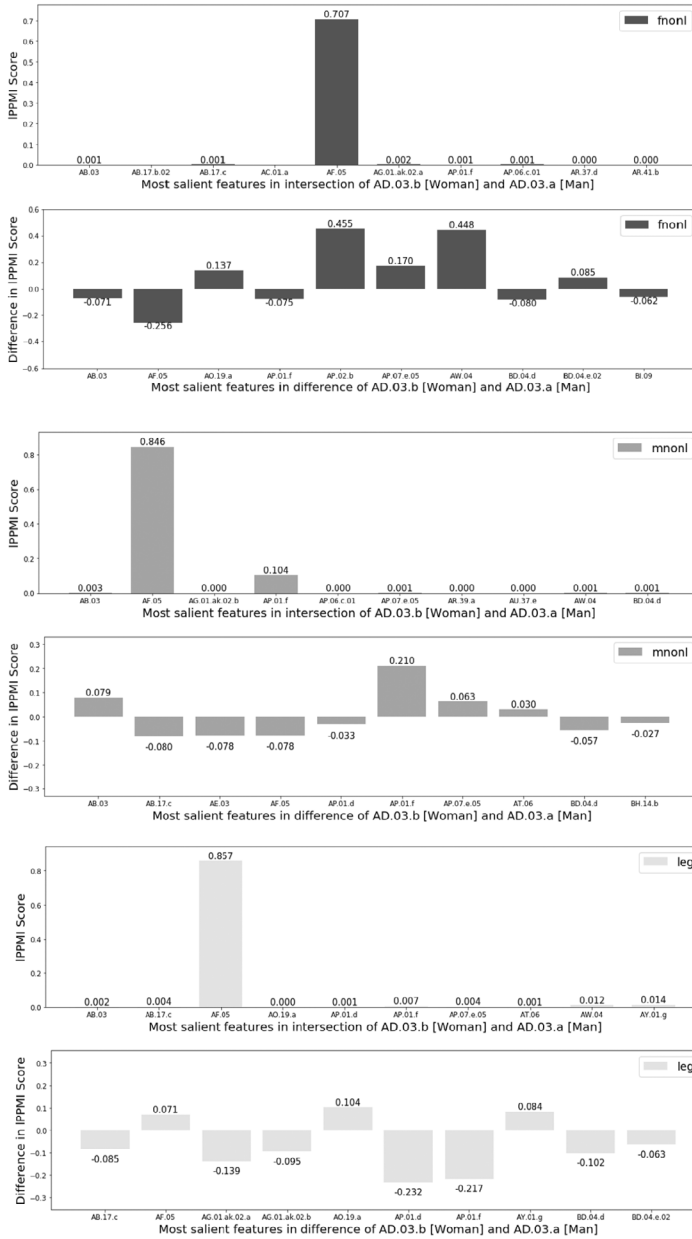 fnonl
IPPMI Score
0.7
0.6
0.5
0.4
0.3
0.2
0.1
0.0
0.001 0.001 0.707 0.002 0.001 0.001 0.000 0.000
AB.03 AB.17.b.02 AB.17.c AC.01.a AF.05 AG.01.ak.02.a AP.01.f AP.06.c.01 AR.37.d AR.41.b
Most salient features in intersection of AD.03.b [Woman] and AD.03.a [Man]
fnonl
Difference in IPPMI Score
0.6
0.4
0.2
0.0
−0.2
−0.4
−0.6
-0.071 -0.256 0.137 -0.075 0.455 0.170 0.448 -0.080 0.085 -0.062
AB.03 AF.05 AO.19.a AP.01.f AP.02.b AP.07.e.05 AW.04 BD.04.d BD.04.e.02 BI.09
Most salient features in difference of AD.03.b [Woman] and AD.03.a [Man]
mnonl
IPPMI Score
0.8
0.6
0.4
0.2
0.0
0.003 0.846 0.000 0.104 0.000 0.001 0.000 0.000 0.001 0.001
AB.03 AF.05 AG.01.ak.02.b AP.01.f AP.06.c.01 AP.07.e.05 AR.39.a AU.37.e AW.04 BD.04.d
Most salient features in intersection of AD.03.b [Woman] and AD.03.a [Man]
mnonl
Difference in IPPMI Score
0.3
0.2
0.1
0.0
−0.1
−0.2
−0.3
0.079 -0.080 -0.078 -0.078 -0.033 0.210 0.063 0.030 -0.057 -0.027
AB.03 AB.17.c AE.03 AF.05 AP.01.d AP.01.f AP.07.e.05 AT.06 BD.04.d BH.14.b
Most salient features in difference of AD.03.b [Woman] and AD.03.a [Man]
leg
IPPMI Score
0.8
0.6
0.4
0.2
0.0
0.002 0.004 0.857 0.000 0.001 0.007 0.004 0.001 0.012 0.014
AB.03 AB.17.c AF.05 AO.19.a AP.01.d AP.01.f AP.07.e.05 AT.06 AW.04 AY.01.g
Most salient features in intersection of AD.03.b [Woman] and AD.03.a [Man]
leg
Difference in IPPMI Score
0.3
0.2
0.1
0.0
−0.1
−0.2
−0.3
-0.085 0.071 -0.139 -0.095 0.104 -0.232 -0.217 0.084 -0.102 -0.063
AB.17.c AF.05 AG.01.ak.02.a AG.01.ak.02.b AO.19.a AP.01.d AP.01.f AY.01.g BD.04.d BD.04.e.02
Most salient features in difference of AD.03.b [Woman] and AD.03.a [Man]